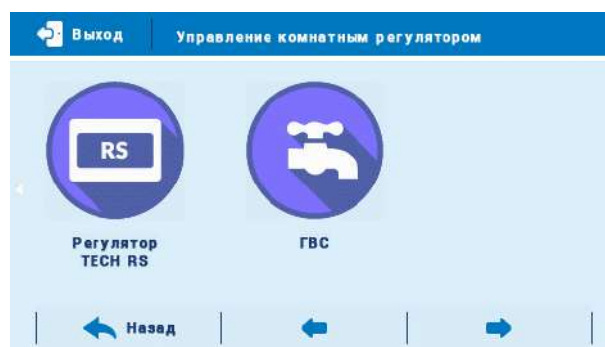 Выход
Управление комнатным регулятором
RS
Регулятор
TECH RS
ГВС
Назад